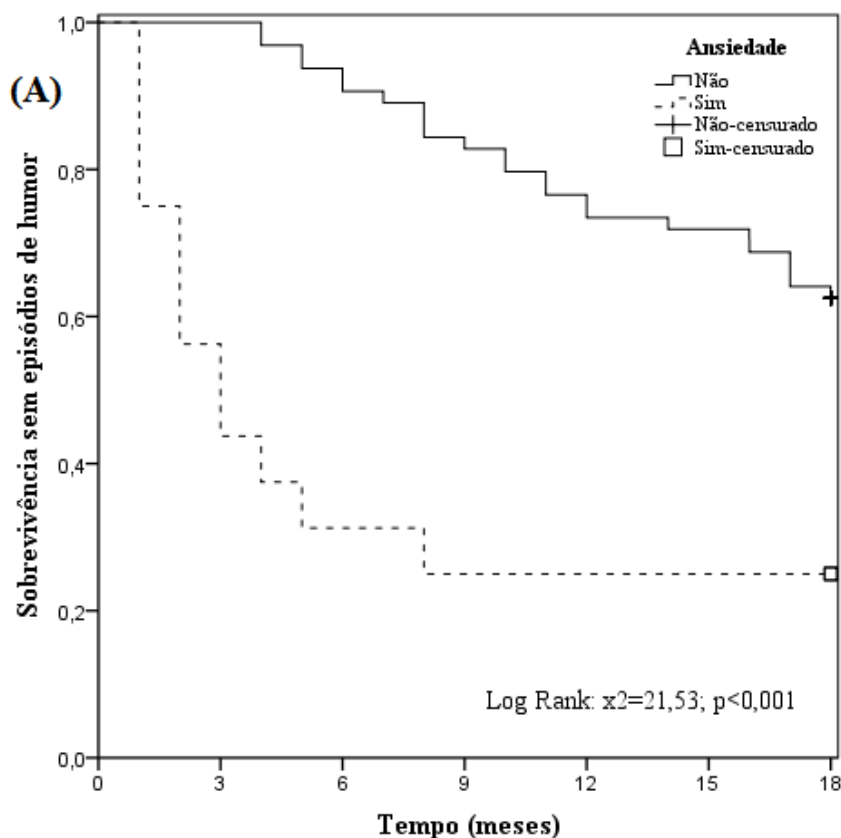 1,0
Ansiedade
(A)
Não
Sim
Não-censurado
Sim-censurado
0,8
Sobrevivência sem episódios de humor
0,6
0,4
0,2
Log Rank: x2=21,53; p<0,001
0,0
0 3 6 9 12 15 18
Tempo (meses)